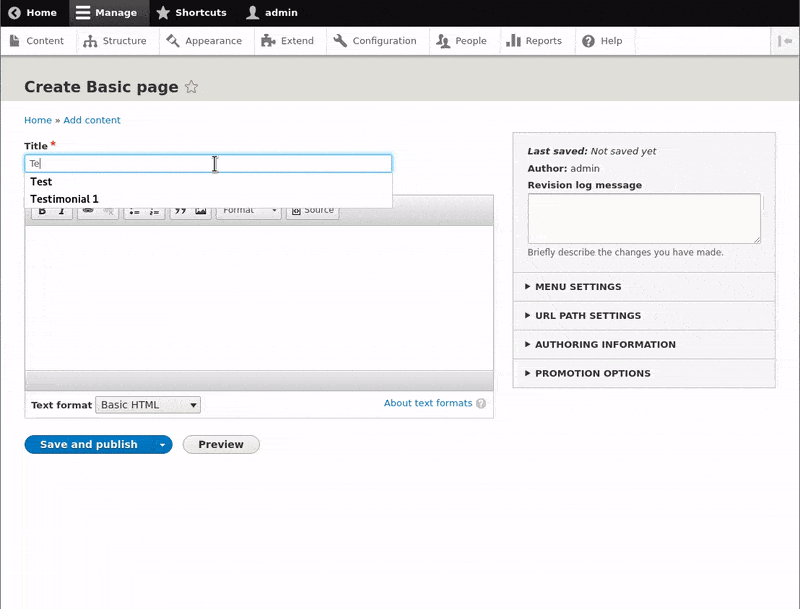 Home Manage Shortcuts admin
Content Structure Appearance Extend Configuration People Reports Help
Create Basic page
Home » Add content
Title *
Te
Test
Testimonial 1
B I Format Source
Text format Basic HTML
About text formats ?
Save and publish Preview
Last saved: Not saved yet
Author: admin
Revision log message
Briefly describe the changes you have made.
MENU SETTINGS
URL PATH SETTINGS
AUTHORING INFORMATION
PROMOTION OPTIONS